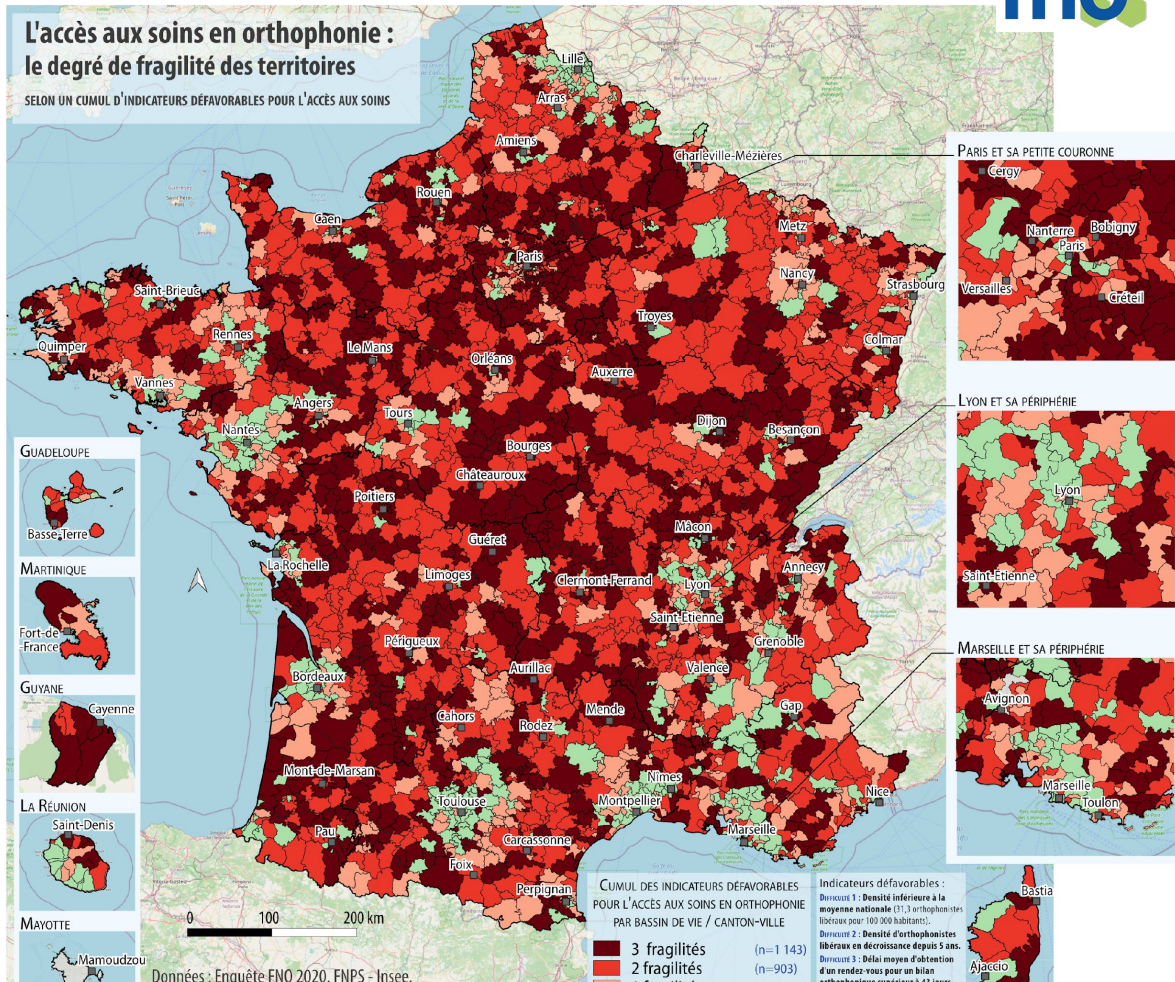 L'accès aux soins en orthophonie :
le degré de fragilité des territoires
SELON UN CUMUL D'INDICATEURS DÉFAVORABLES POUR L'ACCÈS AUX SOINS
fno
Lille
Arras
Amiens
Charleville-Mézières
Rouen
Caen
Metz
Paris
Nancy
Strasbourg
Saint-Brieuc
Troyes
Rennes
Quimper
Le Mans
Orléans
Colmar
Auxerre
Vannes
Angers
Tours
Nantes
Dijon
Besançon
Bourges
Châteauroux
Poitiers
Mâcon
Guéret
La Rochelle
Limoges
Clermont-Ferrand
Annecy
Lyon
Saint-Etienne
Périgueux
Grenoble
Aurillac
Valence
Bordeaux
Gap
Cahors
Mende
Rodez
Mont-de-Marsan
Nîmes
Toulouse
Montpellier
Nice
Marseille
Pau
Carcassonne
Foix
Perpignan
Bastia
Ajaccio
PARIS ET SA PETITE COURONNE
Cergy
Nanterre
Bobigny
Paris
Versailles
Créteil
LYON ET SA PÉRIPHÉRIE
Lyon
Saint-Etienne
MARSEILLE ET SA PÉRIPHÉRIE
Avignon
Marseille
Toulon
GUADELOUPE
Basse-Terre
MARTINIQUE
Fort-de
-France
GUYANE
Cayenne
LA RÉUNION
Saint-Denis
MAYOTTE
Mamoudzou
0 100 200 km
Données : Enquête FNO 2020, FNPS - Insee,
CUMUL DES INDICATEURS DÉFAVORABLES
POUR L'ACCÈS AUX SOINS EN ORTHOPHONIE
PAR BASSIN DE VIE / CANTON-VILLE
3 fragilités (n=1 143)
2 fragilités (n=903)
Indicateurs défavorables :
DIFFICULTÉ 1 : Densité inférieure à la
moyenne nationale (31,3 orthophonistes
libéraux pour 100 000 habitants).
DIFFICULTÉ 2 : Densité d'orthophonistes
libéraux en décroissance depuis 5 ans.
DIFFICULTÉ 3 : Délai moyen d'obtention
d'un rendez-vous pour un bilan
orthophonique supérieur à 43 jours